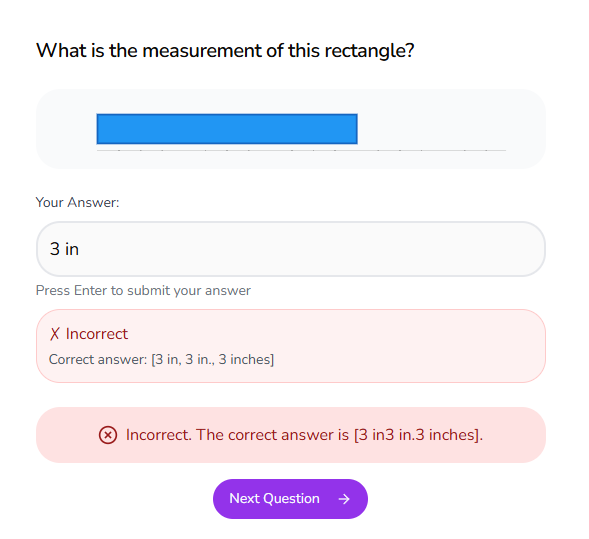 What is the measurement of this rectangle?
Your Answer:
3 in
Press Enter to submit your answer
✗ Incorrect
Correct answer: [3 in, 3 in., 3 inches]
Incorrect. The correct answer is [3 in3 in.3 inches].
Next Question →